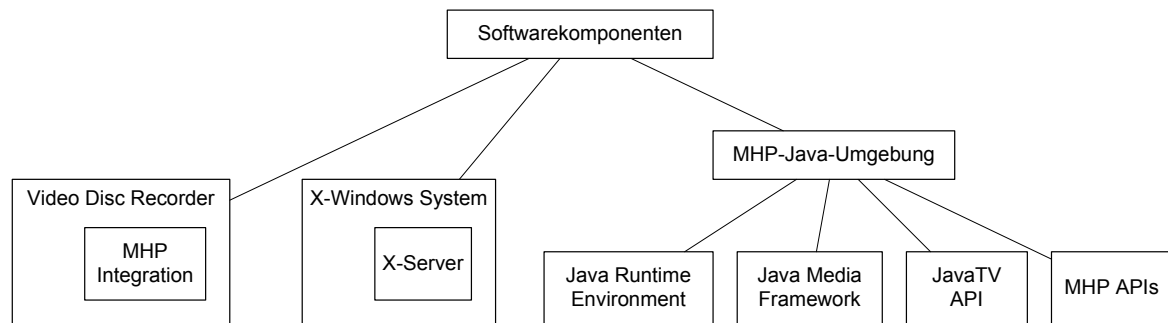 Softwarekomponenten
MHP-Java-Umgebung
Video Disc Recorder
X-Windows System
MHP
Integration
X-Server
Java Runtime
Environment
Java Media
Framework
JavaTV
API
MHP APIs